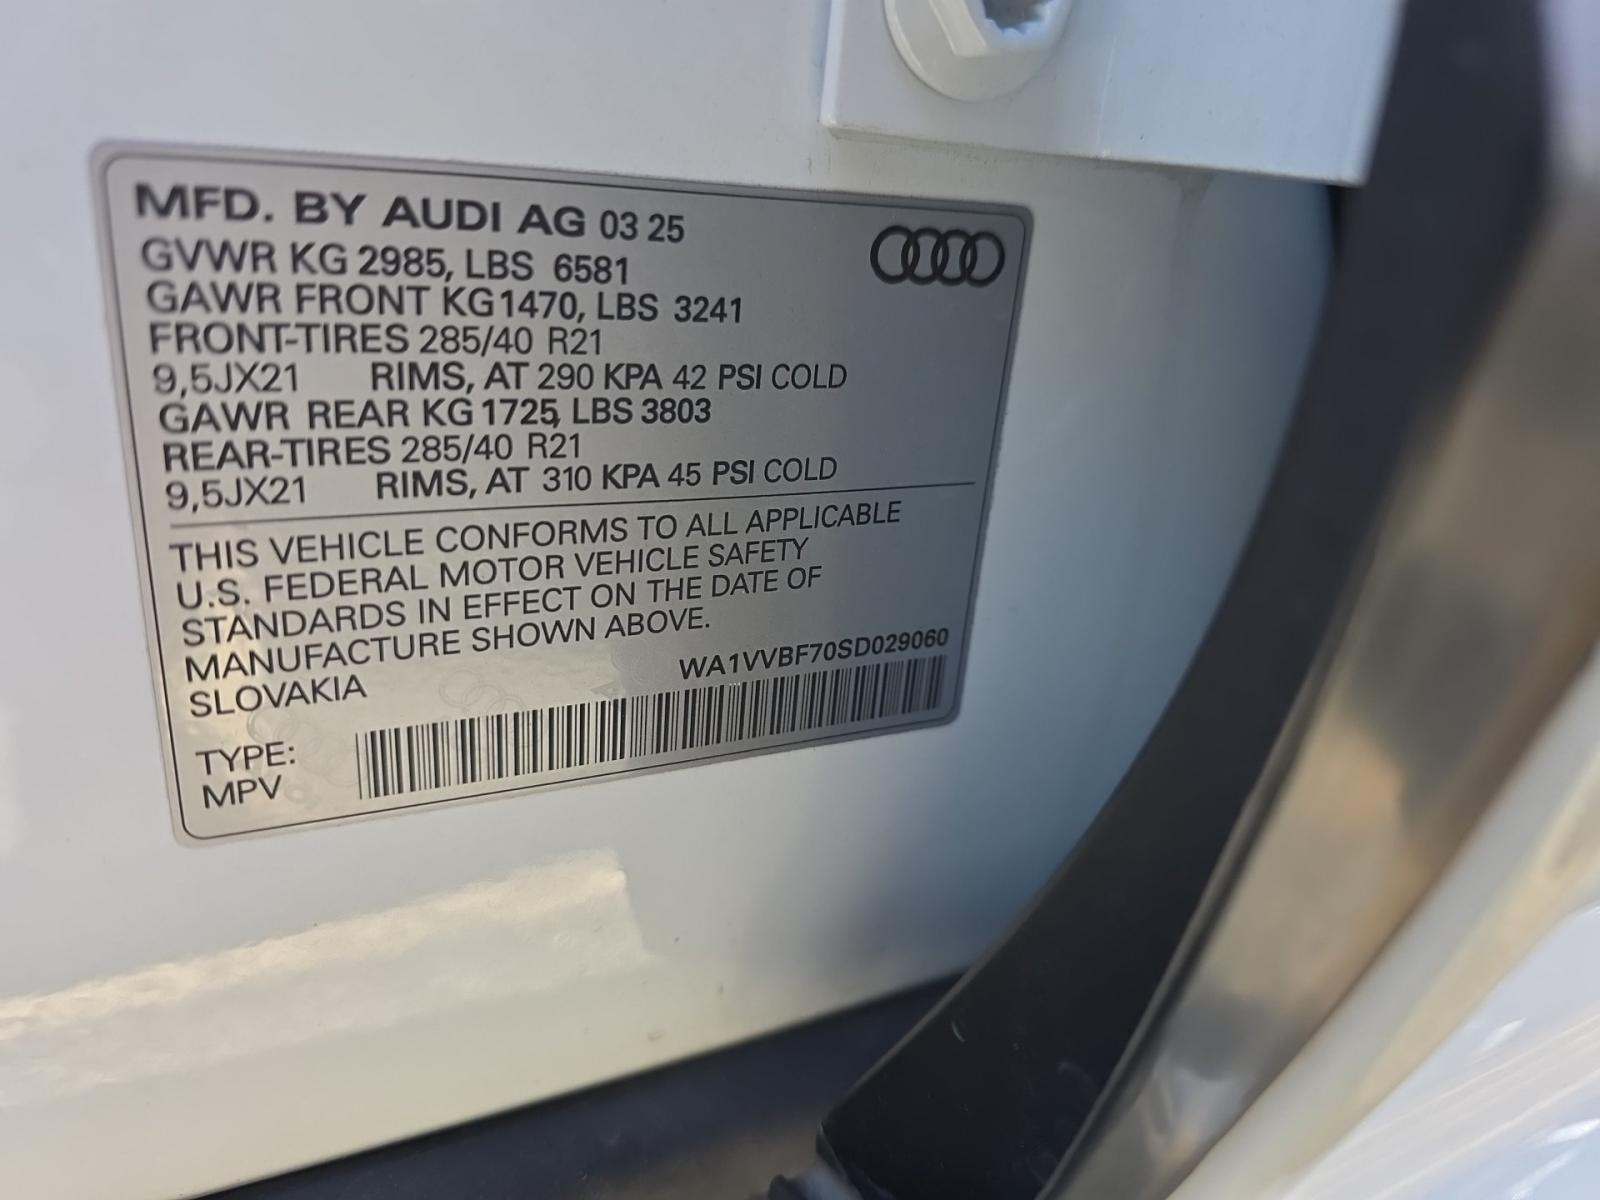 MFD. BY AUDI AG 03 25
GVWR KG 2985, LBS 6581
GAWR FRONT KG1470, LBS 3241
FRONT-TIRES 285/40 R21
9,5JX21 RIMS, AT 290 KPA 42 PSI COLD
GAWR REAR KG 1725, LBS 3803
REAR-TIRES 285/40 R21
9,5JX21 RIMS, AT 310 KPA 45 PSI COLD
THIS VEHICLE CONFORMS TO ALL APPLICABLE
U.S. FEDERAL MOTOR VEHICLE SAFETY
STANDARDS IN EFFECT ON THE DATE OF
MANUFACTURE SHOWN ABOVE.
SLOVAKIA
WA1VVBF70SD029060
TYPE:
MPV